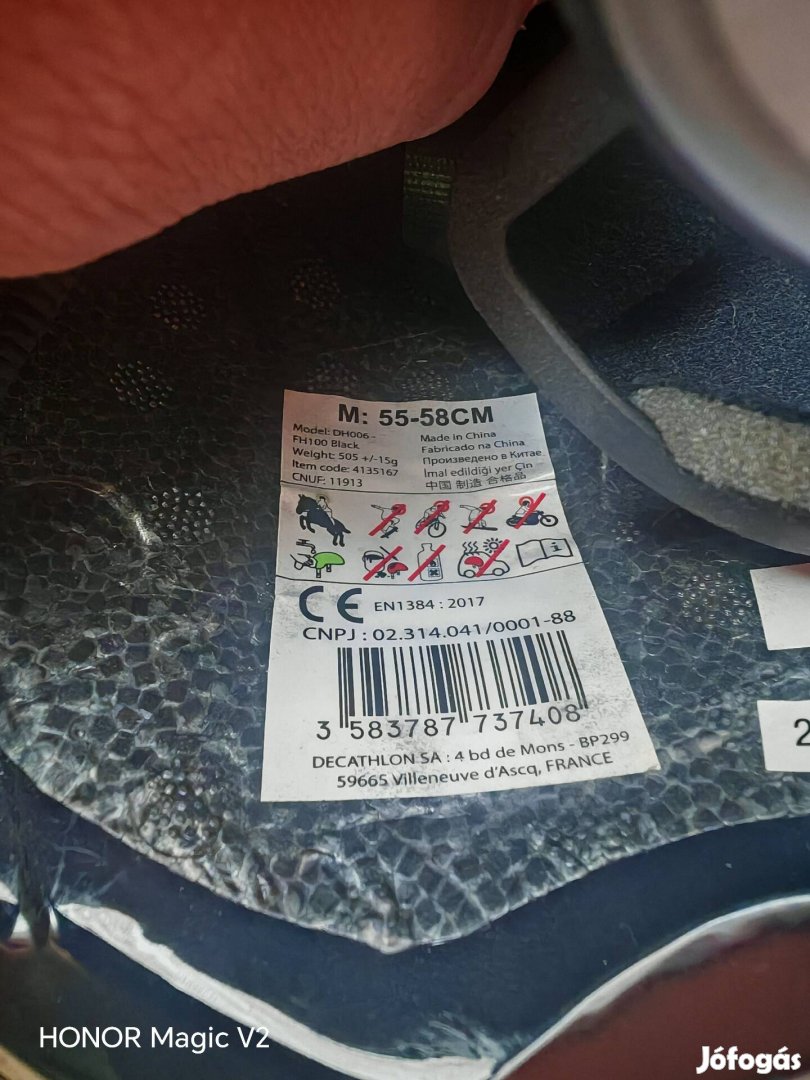 M: 55-58CM
Model: DH006 -
FH100 Black
Weight: 505 +/-15g
Item code: 4135167
CNUF: 11913
Made in China
Fabricado na China
Произведено в Китае
İmal edildiği yer Çin
中国 制造 合格品
CE EN1384 : 2017
CNPJ : 02.314.041/0001-88
3 583787 737408
DECATHLON SA : 4 bd de Mons - BP299
59665 Villeneuve d'Ascq, FRANCE
2
HONOR Magic V2
Jófogás